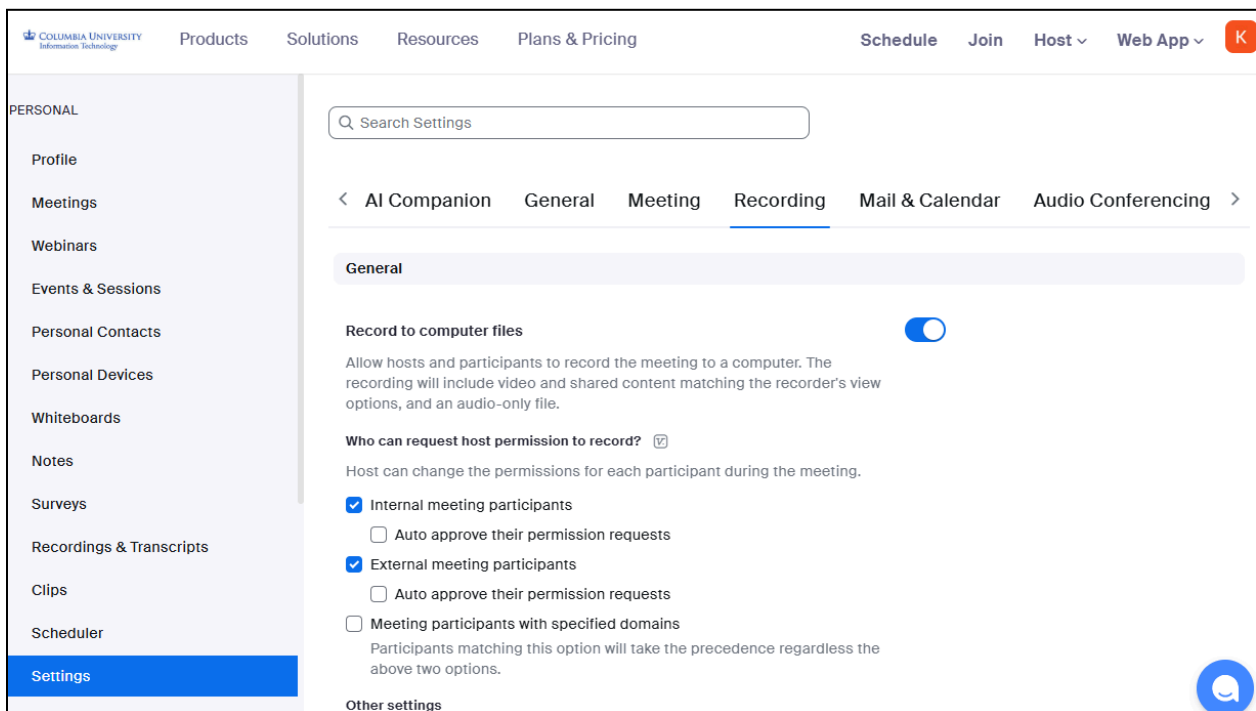 COLUMBIA UNIVERSITY
Information Technology
Products
Solutions
Resources
Plans & Pricing
Schedule
Join
Host
Web App
K
PERSONAL
Profile
Meetings
Webinars
Events & Sessions
Personal Contacts
Personal Devices
Whiteboards
Notes
Surveys
Recordings & Transcripts
Clips
Scheduler
Settings
Search Settings
AI Companion
General
Meeting
Recording
Mail & Calendar
Audio Conferencing
General
Record to computer files
Allow hosts and participants to record the meeting to a computer. The
recording will include video and shared content matching the recorder's view
options, and an audio-only file.
Who can request host permission to record?
Host can change the permissions for each participant during the meeting.
Internal meeting participants
Auto approve their permission requests
External meeting participants
Auto approve their permission requests
Meeting participants with specified domains
Participants matching this option will take the precedence regardless the
above two options.
Other settings